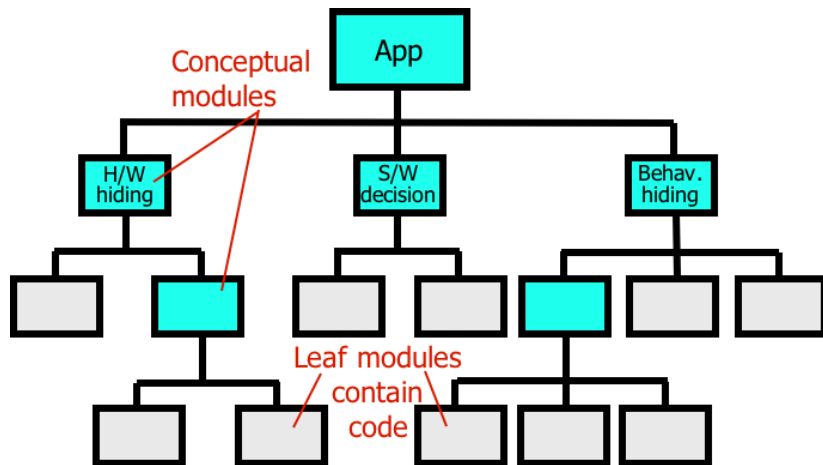 App
Conceptual
modules
H/W
hiding
S/W
decision
Behav.
hiding
Leaf modules
contain
code